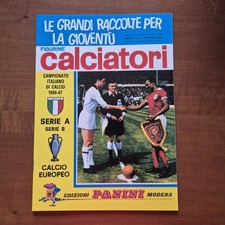 LE GRANDI RACCOLTE PER
LA GIOVENTÙ
FIGURINE
calciatori
CAMPIONATO
ITALIANO
DI CALCIO
1966-67
SERIE A
SERIE B
CALCIO
EUROPEO
EDIZIONI PANINI MODENA